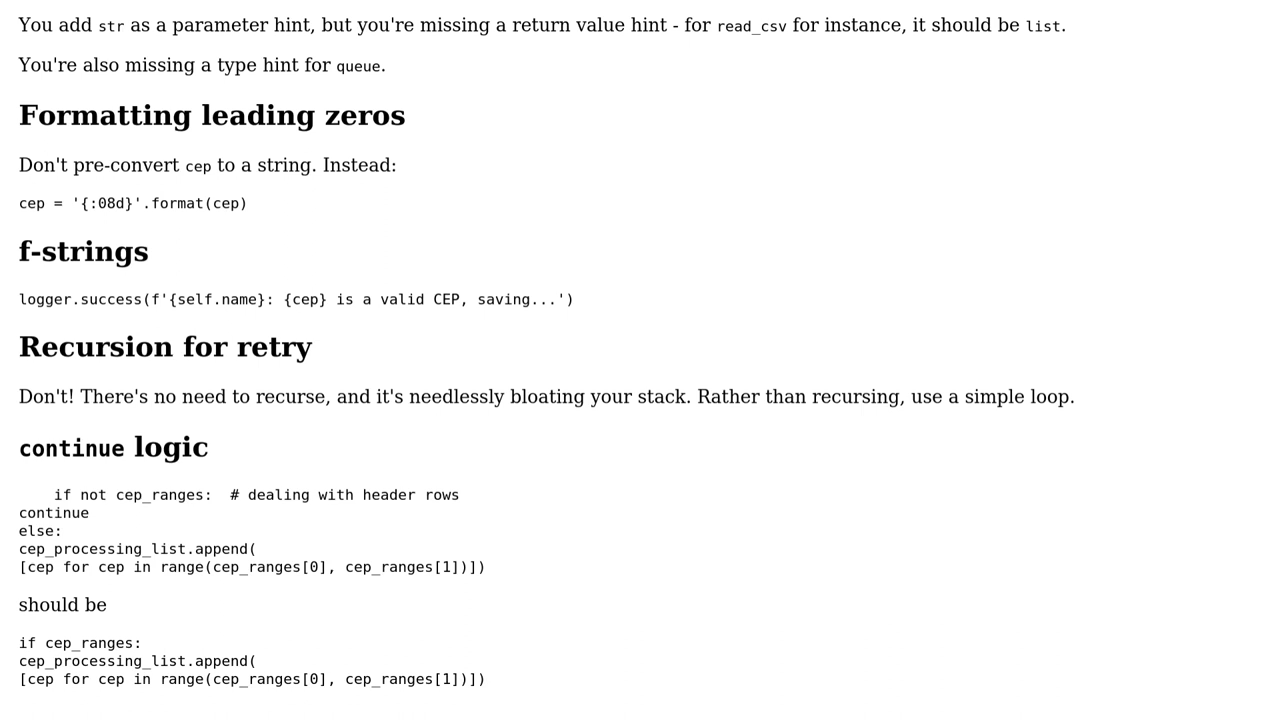 You add str as a parameter hint, but you're missing a return value hint - for read_csv for instance, it should be list.
You're also missing a type hint for queue.
Formatting leading zeros
Don't pre-convert cep to a string. Instead:
cep = '{:08d}'.format(cep)
f-strings
logger.success(f'{self.name}: {cep} is a valid CEP, saving...')
Recursion for retry
Don't! There's no need to recurse, and it's needlessly bloating your stack. Rather than recursing, use a simple loop.
continue logic
    if not cep_ranges:  # dealing with header rows
continue
else:
cep_processing_list.append(
[cep for cep in range(cep_ranges[0], cep_ranges[1])])
should be
if cep_ranges:
cep_processing_list.append(
[cep for cep in range(cep_ranges[0], cep_ranges[1])])